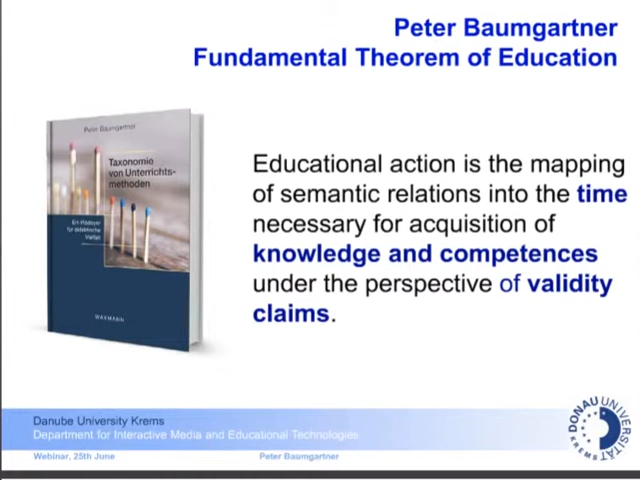 Peter Baumgartner
Fundamental Theorem of Education
Peter Baumgartner
Taxonomie
von Unterrichts-
methoden
Ein Plädoyer
für didaktische
Vielfalt
WAXMANN
Educational action is the mapping
of semantic relations into the time
necessary for acquisition of
knowledge and competences
under the perspective of validity
claims.
Danube University Krems
Department for Interactive Media and Educational Technologies
DONAU UNIVERSITÄT
KREMS
Webinar, 25th June
Peter Baumgartner